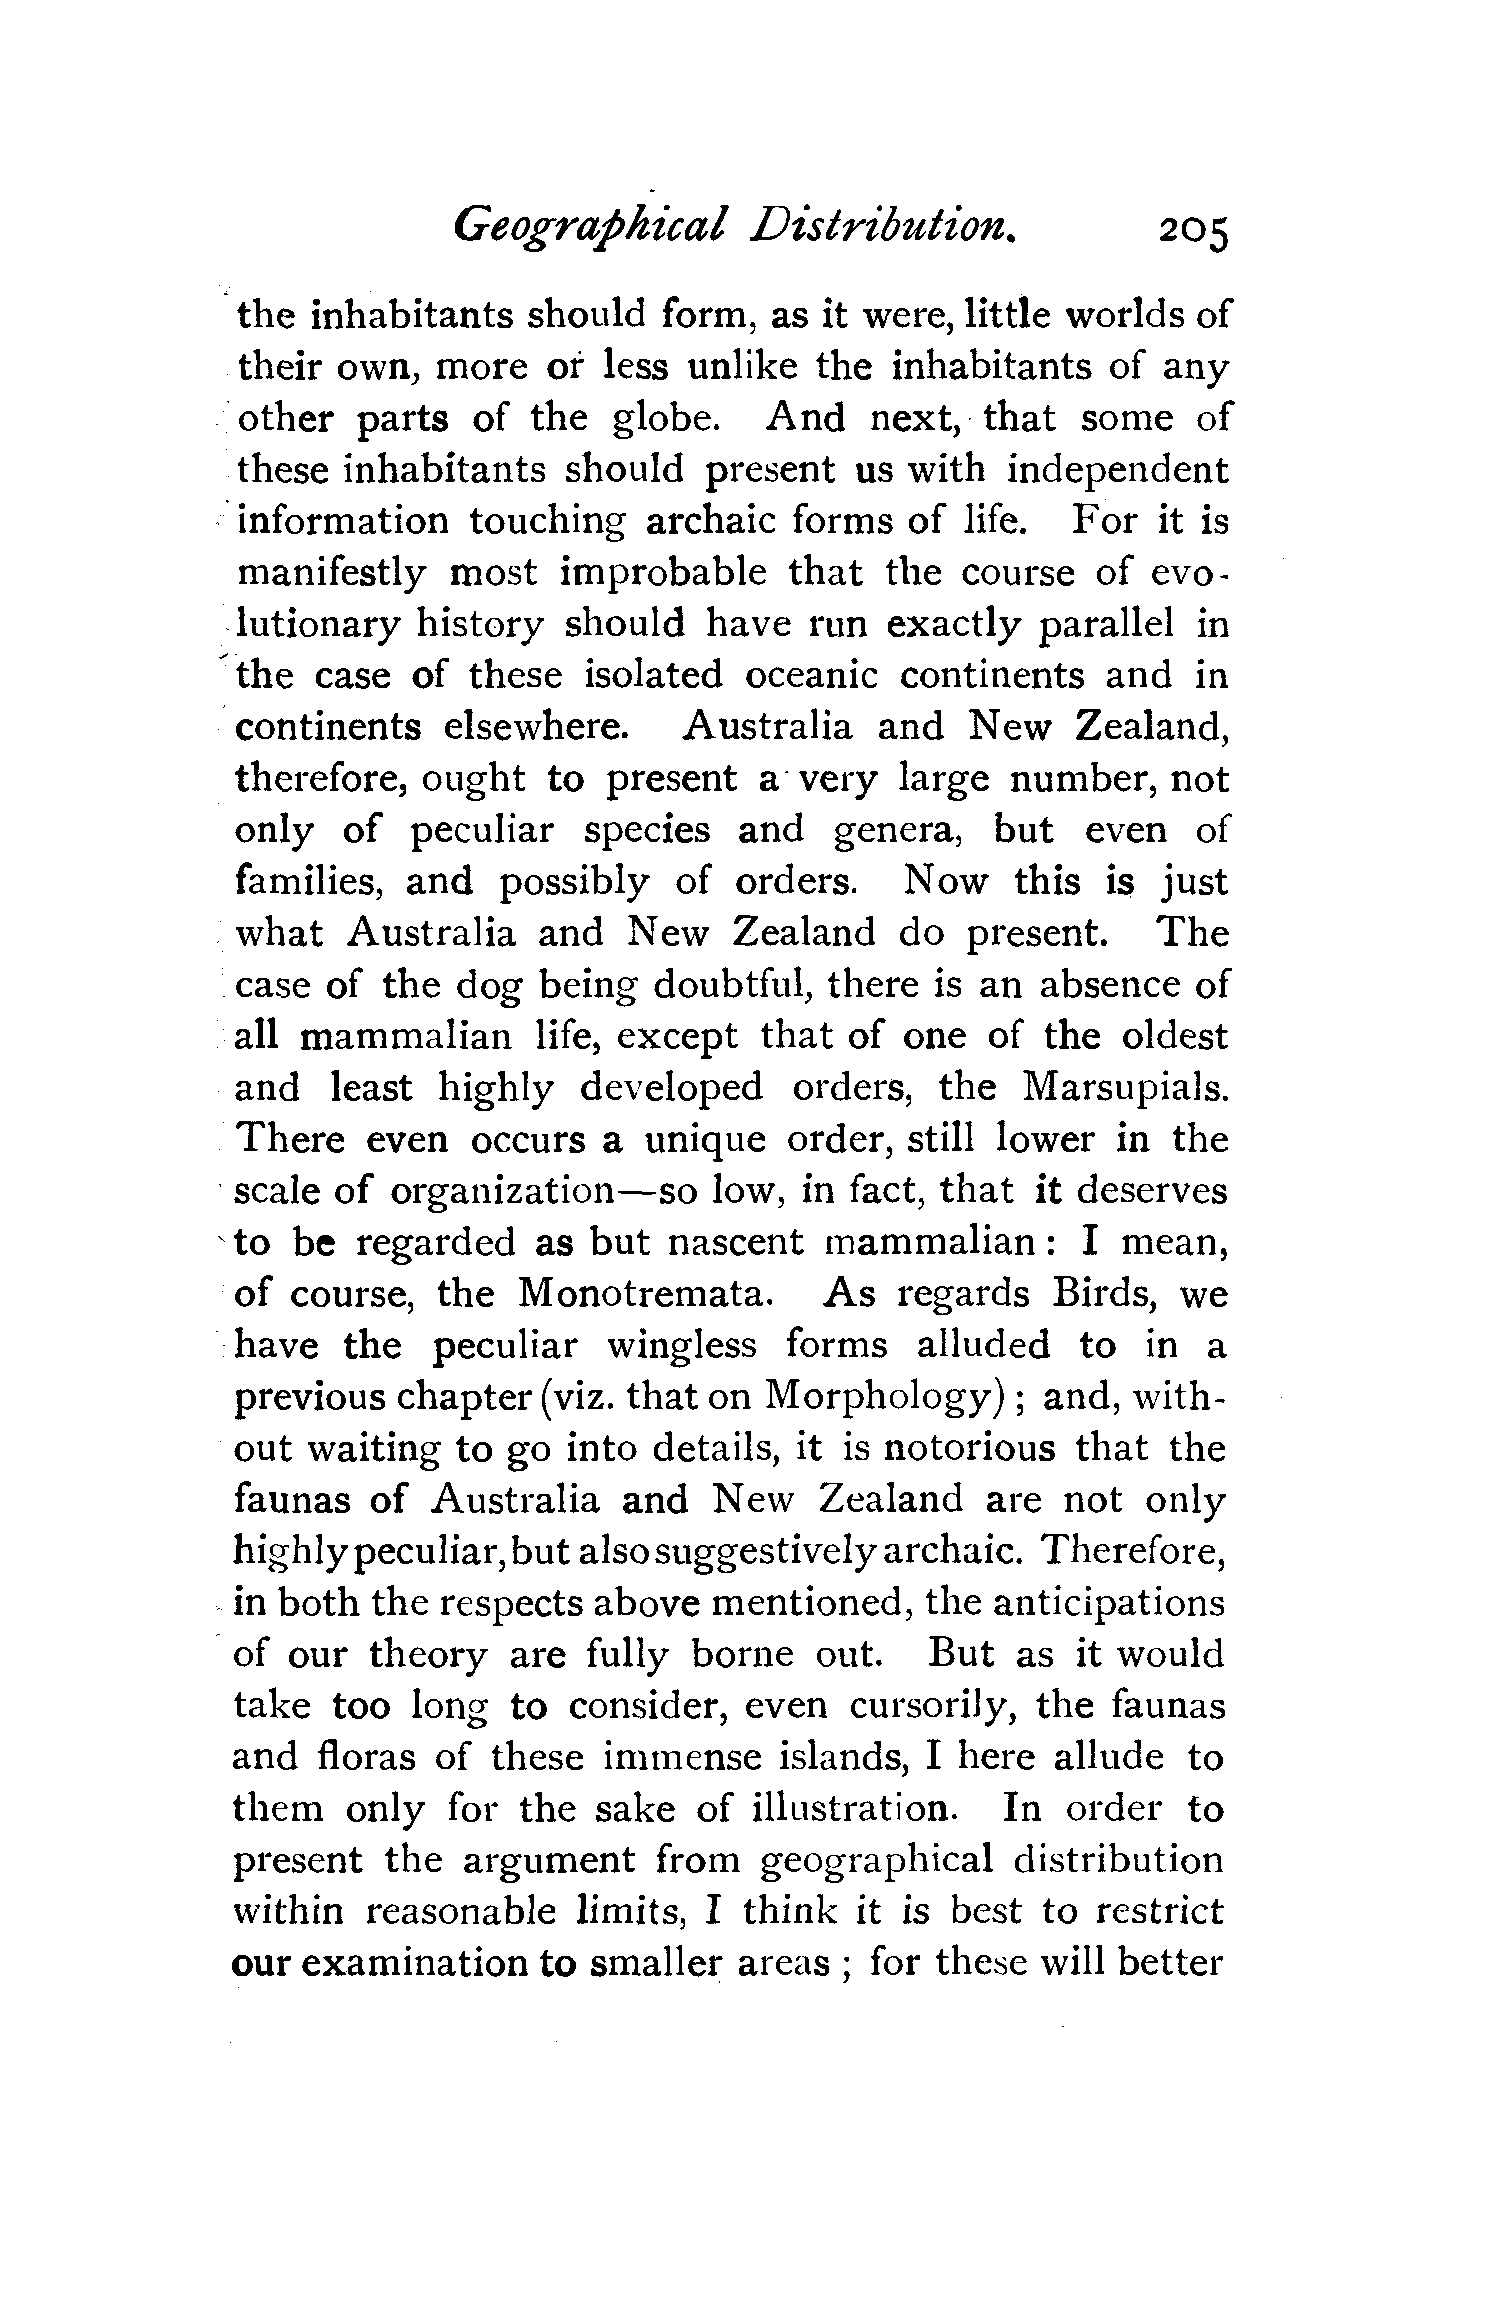 Geographical Distribution. 205
the inhabitants should form, as it were, little worlds of
their own, more or less unlike the inhabitants of any
other parts of the globe. And next, that some of
these inhabitants should present us with independent
information touching archaic forms of life. For it is
manifestly most improbable that the course of evo-
lutionary history should have run exactly parallel in
the case of these isolated oceanic continents and in
continents elsewhere. Australia and New Zealand,
therefore, ought to present a very large number, not
only of peculiar species and genera, but even of
families, and possibly of orders. Now this is just
what Australia and New Zealand do present. The
case of the dog being doubtful, there is an absence of
all mammalian life, except that of one of the oldest
and least highly developed orders, the Marsupials.
There even occurs a unique order, still lower in the
scale of organization—so low, in fact, that it deserves
to be regarded as but nascent mammalian : I mean,
of course, the Monotremata. As regards Birds, we
have the peculiar wingless forms alluded to in a
previous chapter (viz. that on Morphology) ; and, with-
out waiting to go into details, it is notorious that the
faunas of Australia and New Zealand are not only
highly peculiar, but also suggestively archaic. Therefore,
in both the respects above mentioned, the anticipations
of our theory are fully borne out. But as it would
take too long to consider, even cursorily, the faunas
and floras of these immense islands, I here allude to
them only for the sake of illustration. In order to
present the argument from geographical distribution
within reasonable limits, I think it is best to restrict
our examination to smaller areas ; for these will better